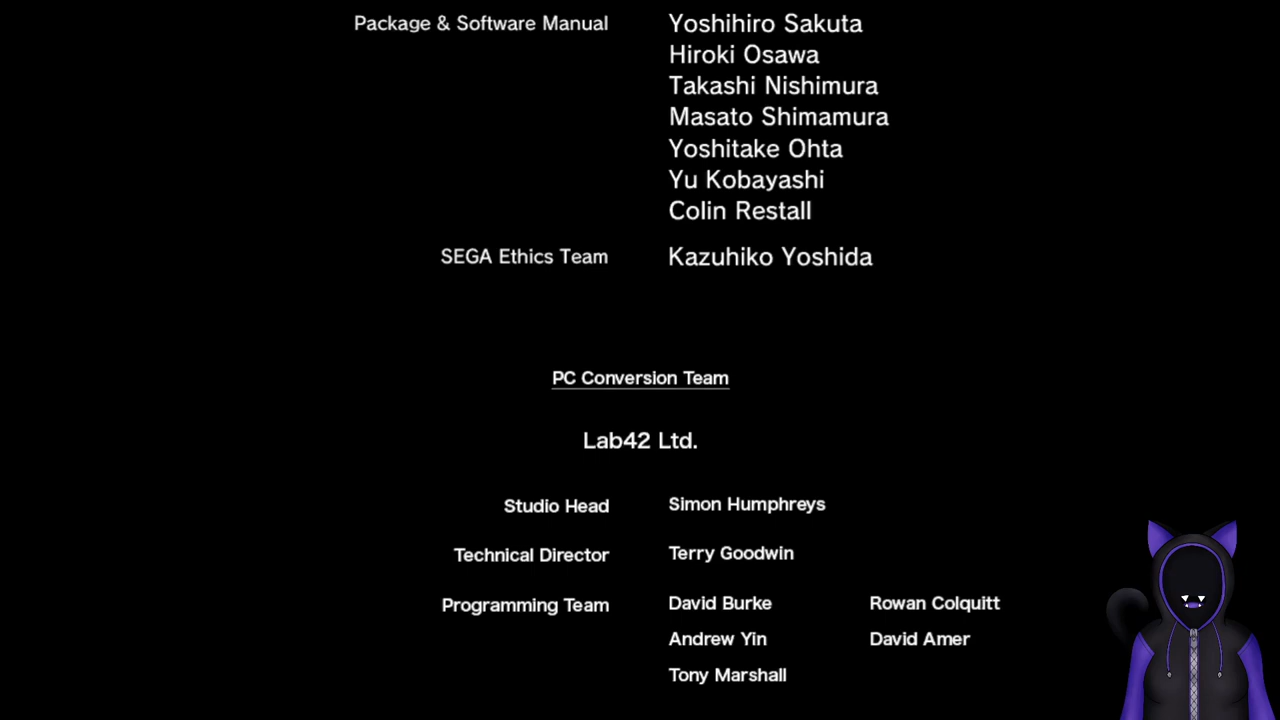 Package & Software Manual Yoshihiro Sakuta
Hiroki Osawa
Takashi Nishimura
Masato Shimamura
Yoshitake Ohta
Yu Kobayashi
Colin Restall
SEGA Ethics Team Kazuhiko Yoshida
PC Conversion Team
Lab42 Ltd.
Studio Head Simon Humphreys
Technical Director Terry Goodwin
Programming Team David Burke Rowan Colquitt
Andrew Yin David Amer
Tony Marshall